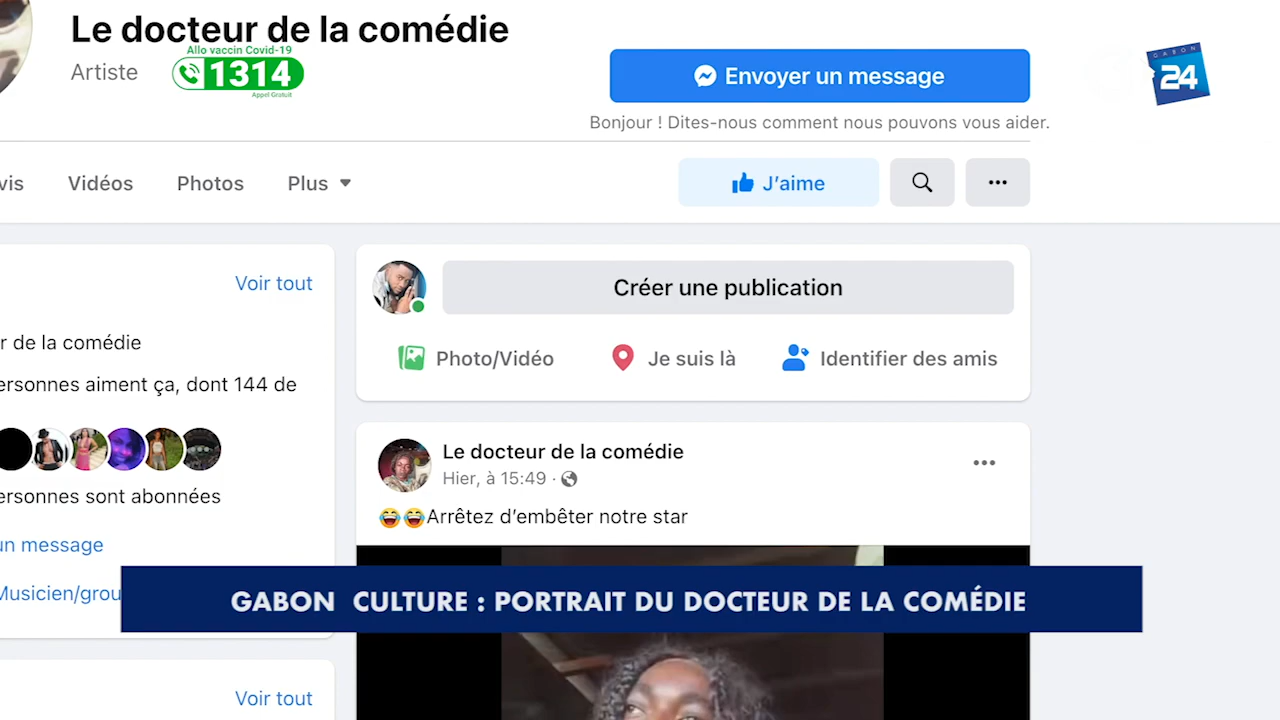 Le docteur de la comédie
Allo vaccin Covid-19
Artiste
1314
Appel Gratuit
Envoyer un message
GABON
24
Bonjour ! Dites-nous comment nous pouvons vous aider.
vis
Vidéos
Photos
Plus
J’aime
Voir tout
Créer une publication
r de la comédie
Photo/Vidéo
Je suis là
Identifier des amis
ersonnes aiment ça, dont 144 de
Le docteur de la comédie
Hier, à 15:49 ·
ersonnes sont abonnées
😂😂Arrêtez d’embêter notre star
un message
Musicien/grou
GABON CULTURE : PORTRAIT DU DOCTEUR DE LA COMÉDIE
Voir tout